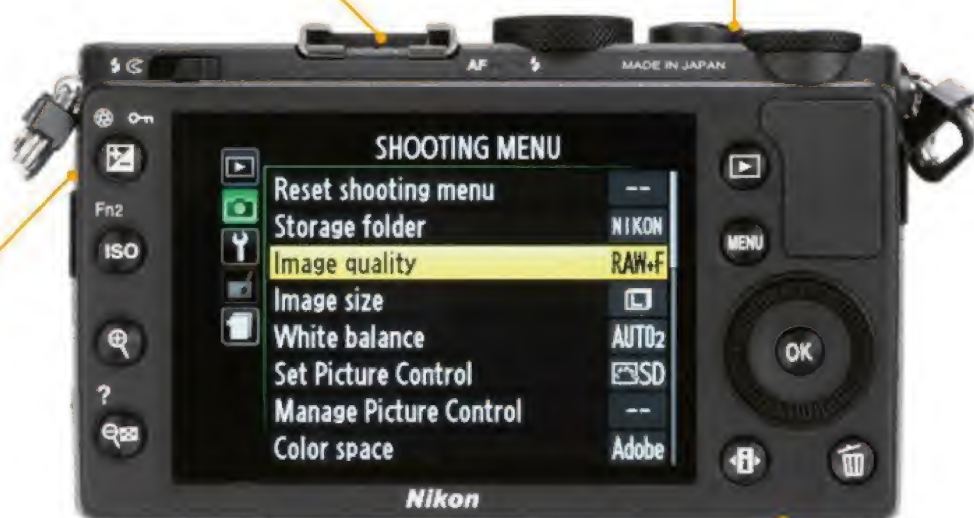 AF
MADE IN JAPAN
SHOOTING MENU
Reset shooting menu --
Storage folder NIKON
Image quality RAW+F
Image size L
White balance AUTO2
Set Picture Control SD
Manage Picture Control --
Color space Adobe
Fn2
ISO
?
MENU
OK
Nikon